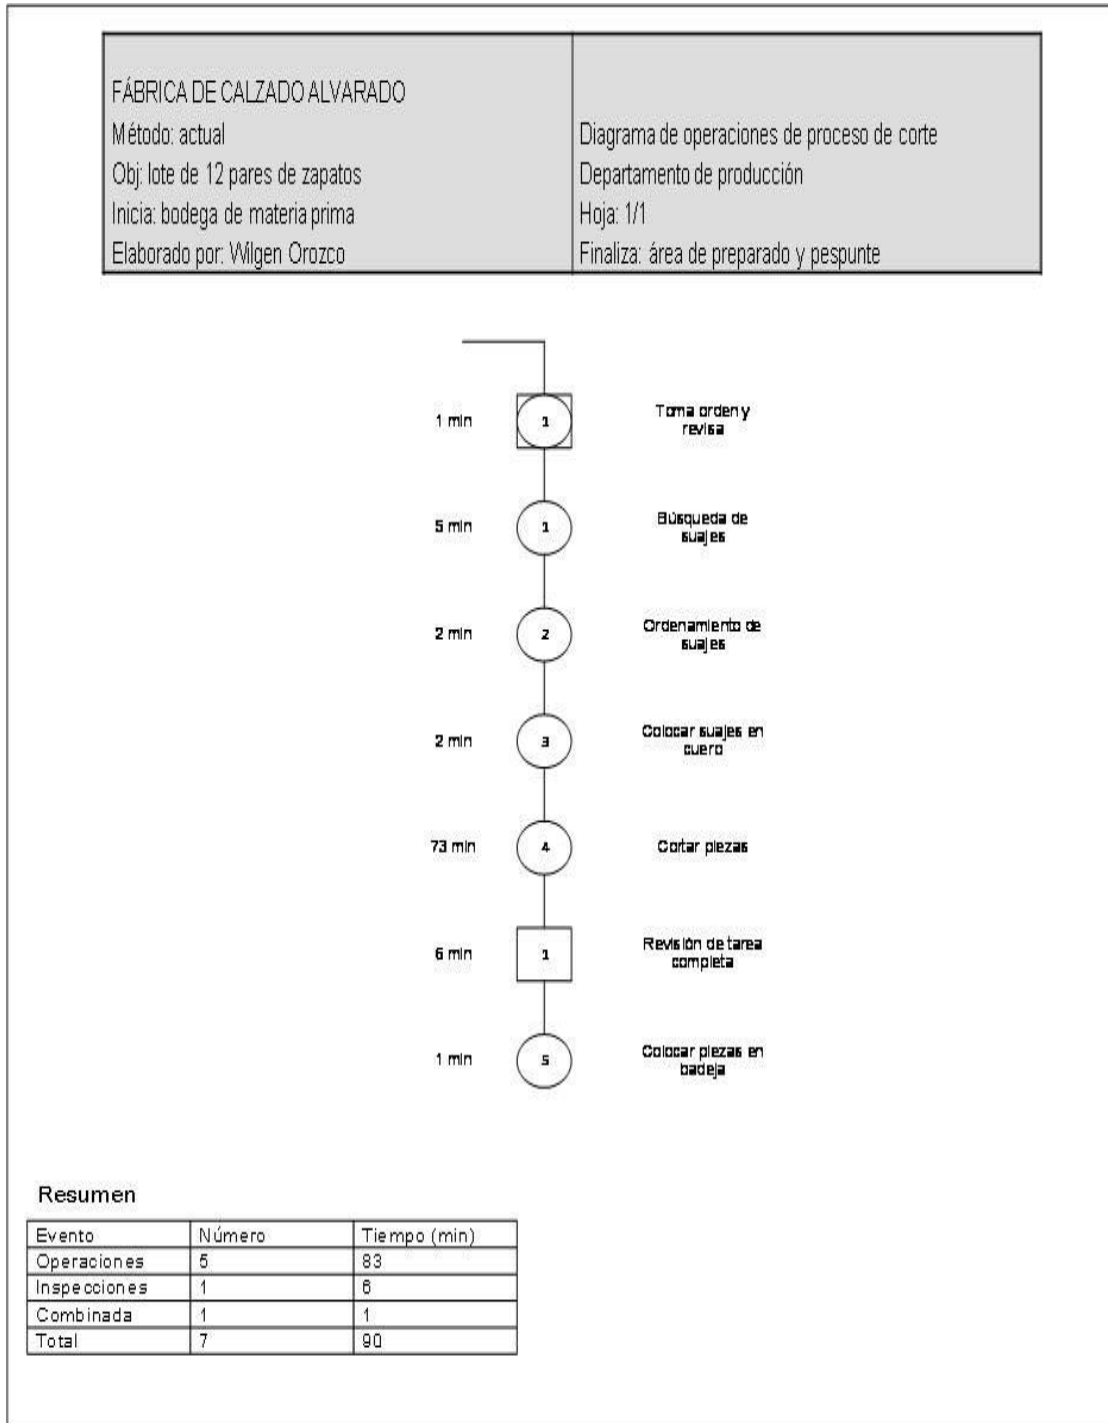 FÁBRICA DE CALZADO ALVARADO
Método: actual
Obj: lote de 12 pares de zapatos
Inicia: bodega de materia prima
Elaborado por: Wilgen Orozco
Diagrama de operaciones de proceso de corte
Departamento de producción
Hoja: 1/1
Finaliza: área de preparado y pespunte
1 min
1
Toma orden y
revisa
5 min
1
Búsqueda de
suajes
2 min
2
Ordenamiento de
suajes
2 min
3
Colocar suajes en
cuero
73 min
4
Cortar piezas
6 min
1
Revisión de tarea
completa
1 min
5
Colocar piezas en
badeja
Resumen
Evento Número Tiempo (min)
Operaciones 5 83
Inspecciones 1 6
Combinada 1 1
Total 7 90